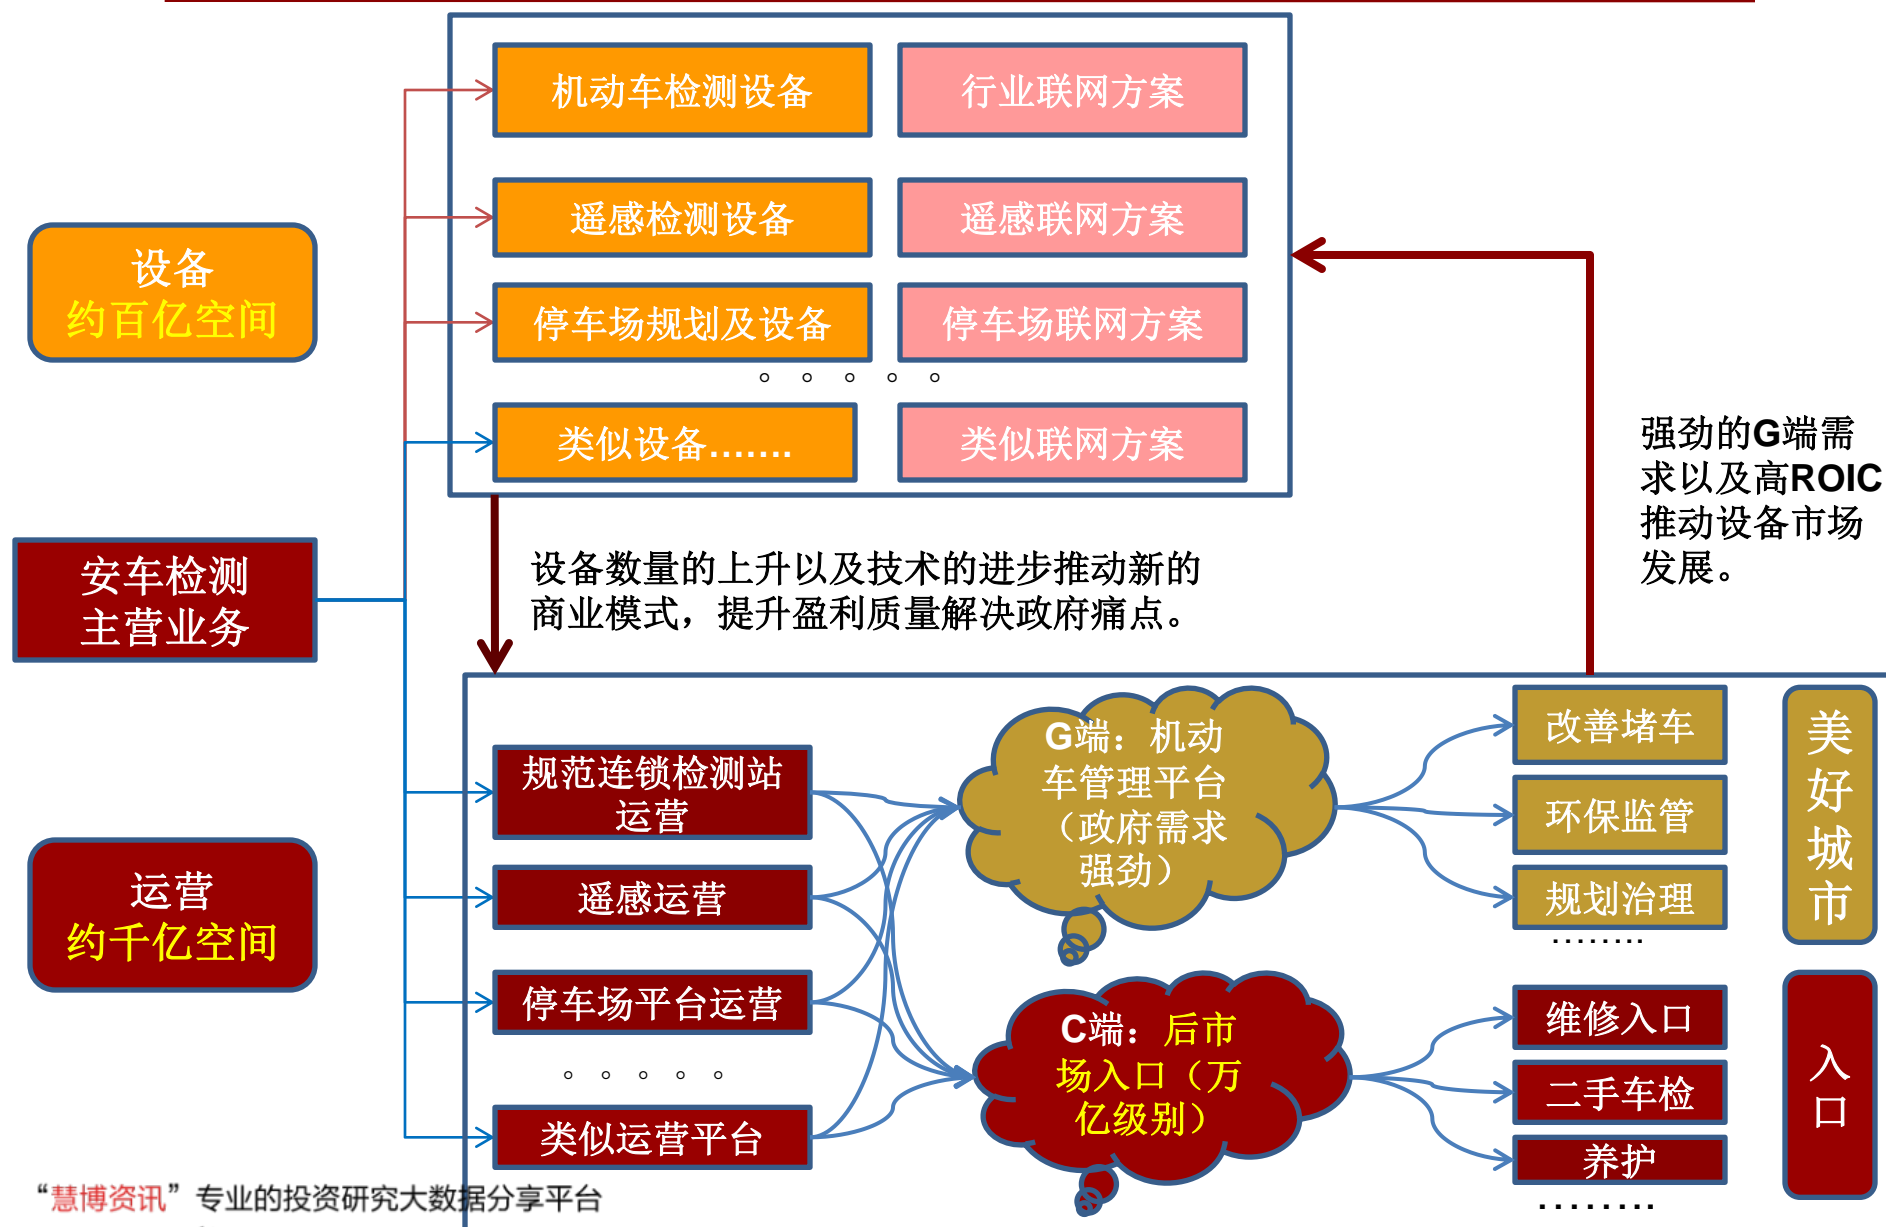 机动车检测设备
行业联网方案
遥感检测设备
遥感联网方案
设备
约百亿空间
停车场规划及设备
停车场联网方案
。。。。。
类似设备.......
类似联网方案
强劲的G端需
求以及高ROIC
推动设备市场
发展。
安车检测
主营业务
设备数量的上升以及技术的进步推动新的
商业模式，提升盈利质量解决政府痛点。
规范连锁检测站
运营
遥感运营
停车场平台运营
。。。。。
类似运营平台
运营
约千亿空间
G端：机动
车管理平台
（政府需求
强劲）
C端：后市
场入口（万
亿级别）
改善堵车
环保监管
规划治理
........
美
好
城
市
维修入口
二手车检
养护
........
入
口
“慧博资讯”专业的投资研究大数据分享平台